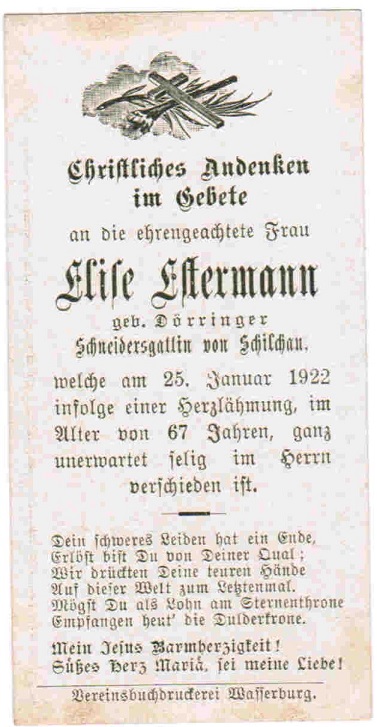 Christliches Andenken
im Gebete
an die ehrengeachtete Frau
Elise Estermann
geb. Dörringer
Schneidersgattin von Schilchau.
welche am 25. Januar 1922
infolge einer Herzlähmung, im
Alter von 67 Jahren, ganz
unerwartet selig im Herrn
verschieden ist.
Dein schweres Leiden hat ein Ende,
Erlöst bist Du von Deiner Qual;
Wir drückten Deine teuren Hände
Auf dieser Welt zum Letztenmal.
Mögst Du als Lohn am Sternenthrone
Empfangen heut' die Dulderkrone.
Mein Jesus Barmherzigkeit!
Süßes Herz Mariä, sei meine Liebe!
Vereinsbuchdruckerei Wasserburg.